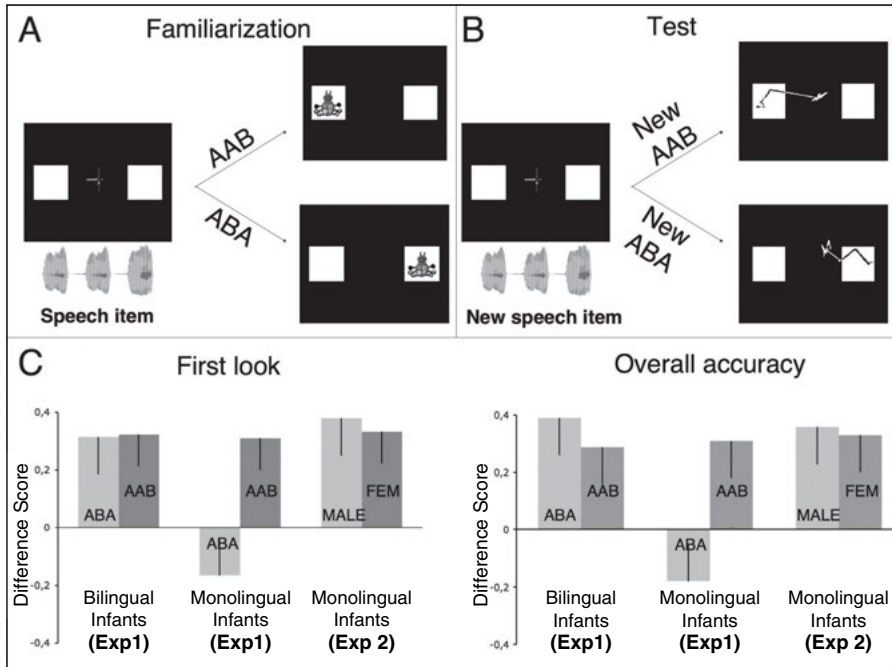 A
Familiarization
AAB
ABA
Speech item
B
Test
New
AAB
New
ABA
New speech item
C
First look
Difference Score
0,4
0,2
0
-0,2
-0,4
ABA
AAB
ABA
AAB
MALE
FEM
Bilingual
Infants
(Exp1)
Monolingual
Infants
(Exp1)
Monolingual
Infants
(Exp 2)
Overall accuracy
Difference Score
0,4
0,2
0
-0,2
-0,4
ABA
AAB
ABA
AAB
MALE
FEM
Bilingual
Infants
(Exp1)
Monolingual
Infants
(Exp1)
Monolingual
Infants
(Exp 2)